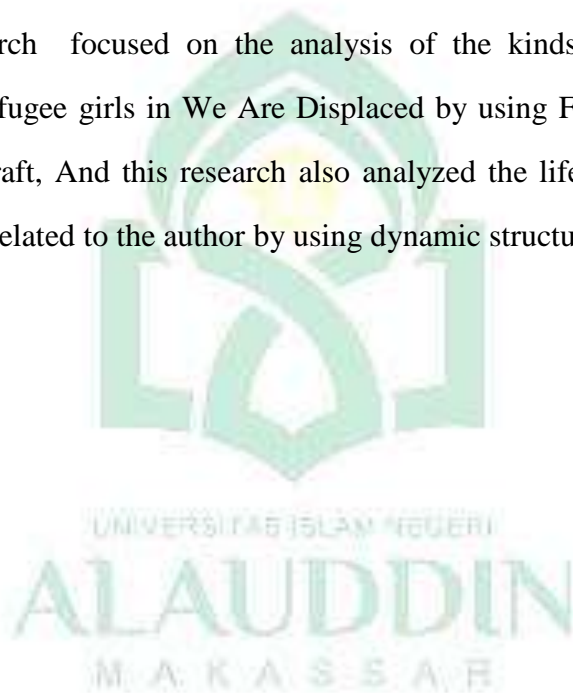 rch focused on the analysis of the kinds
fugee girls in We Are Displaced by using F
raft, And this research also analyzed the life
elated to the author by using dynamic structu
UNIVERSITAS ISLAM NEGERI
ALAUDDIN
MAKASSAR